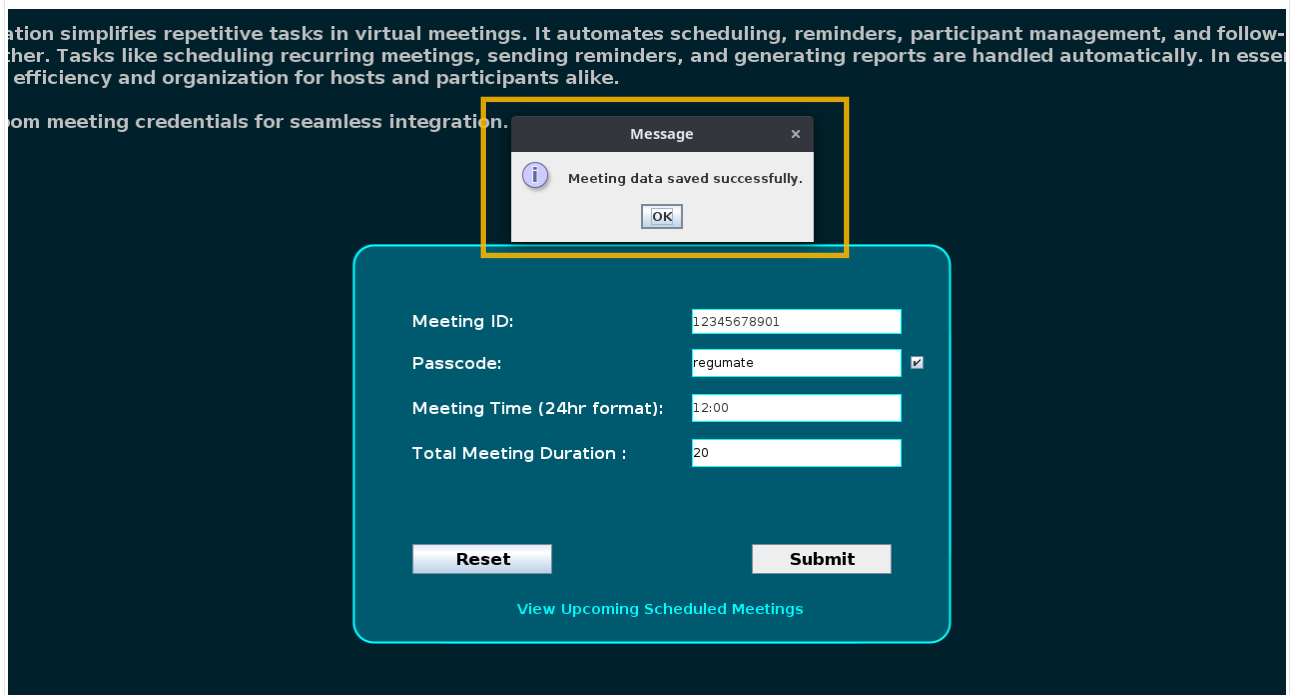 ation simplifies repetitive tasks in virtual meetings. It automates scheduling, reminders, participant management, and follow-
ther. Tasks like scheduling recurring meetings, sending reminders, and generating reports are handled automatically. In esse
efficiency and organization for hosts and participants alike.
oom meeting credentials for seamless integration.
Message ×
i Meeting data saved successfully.
OK
Meeting ID: 12345678901
Passcode: regumate
Meeting Time (24hr format): 12:00
Total Meeting Duration : 20
Reset Submit
View Upcoming Scheduled Meetings